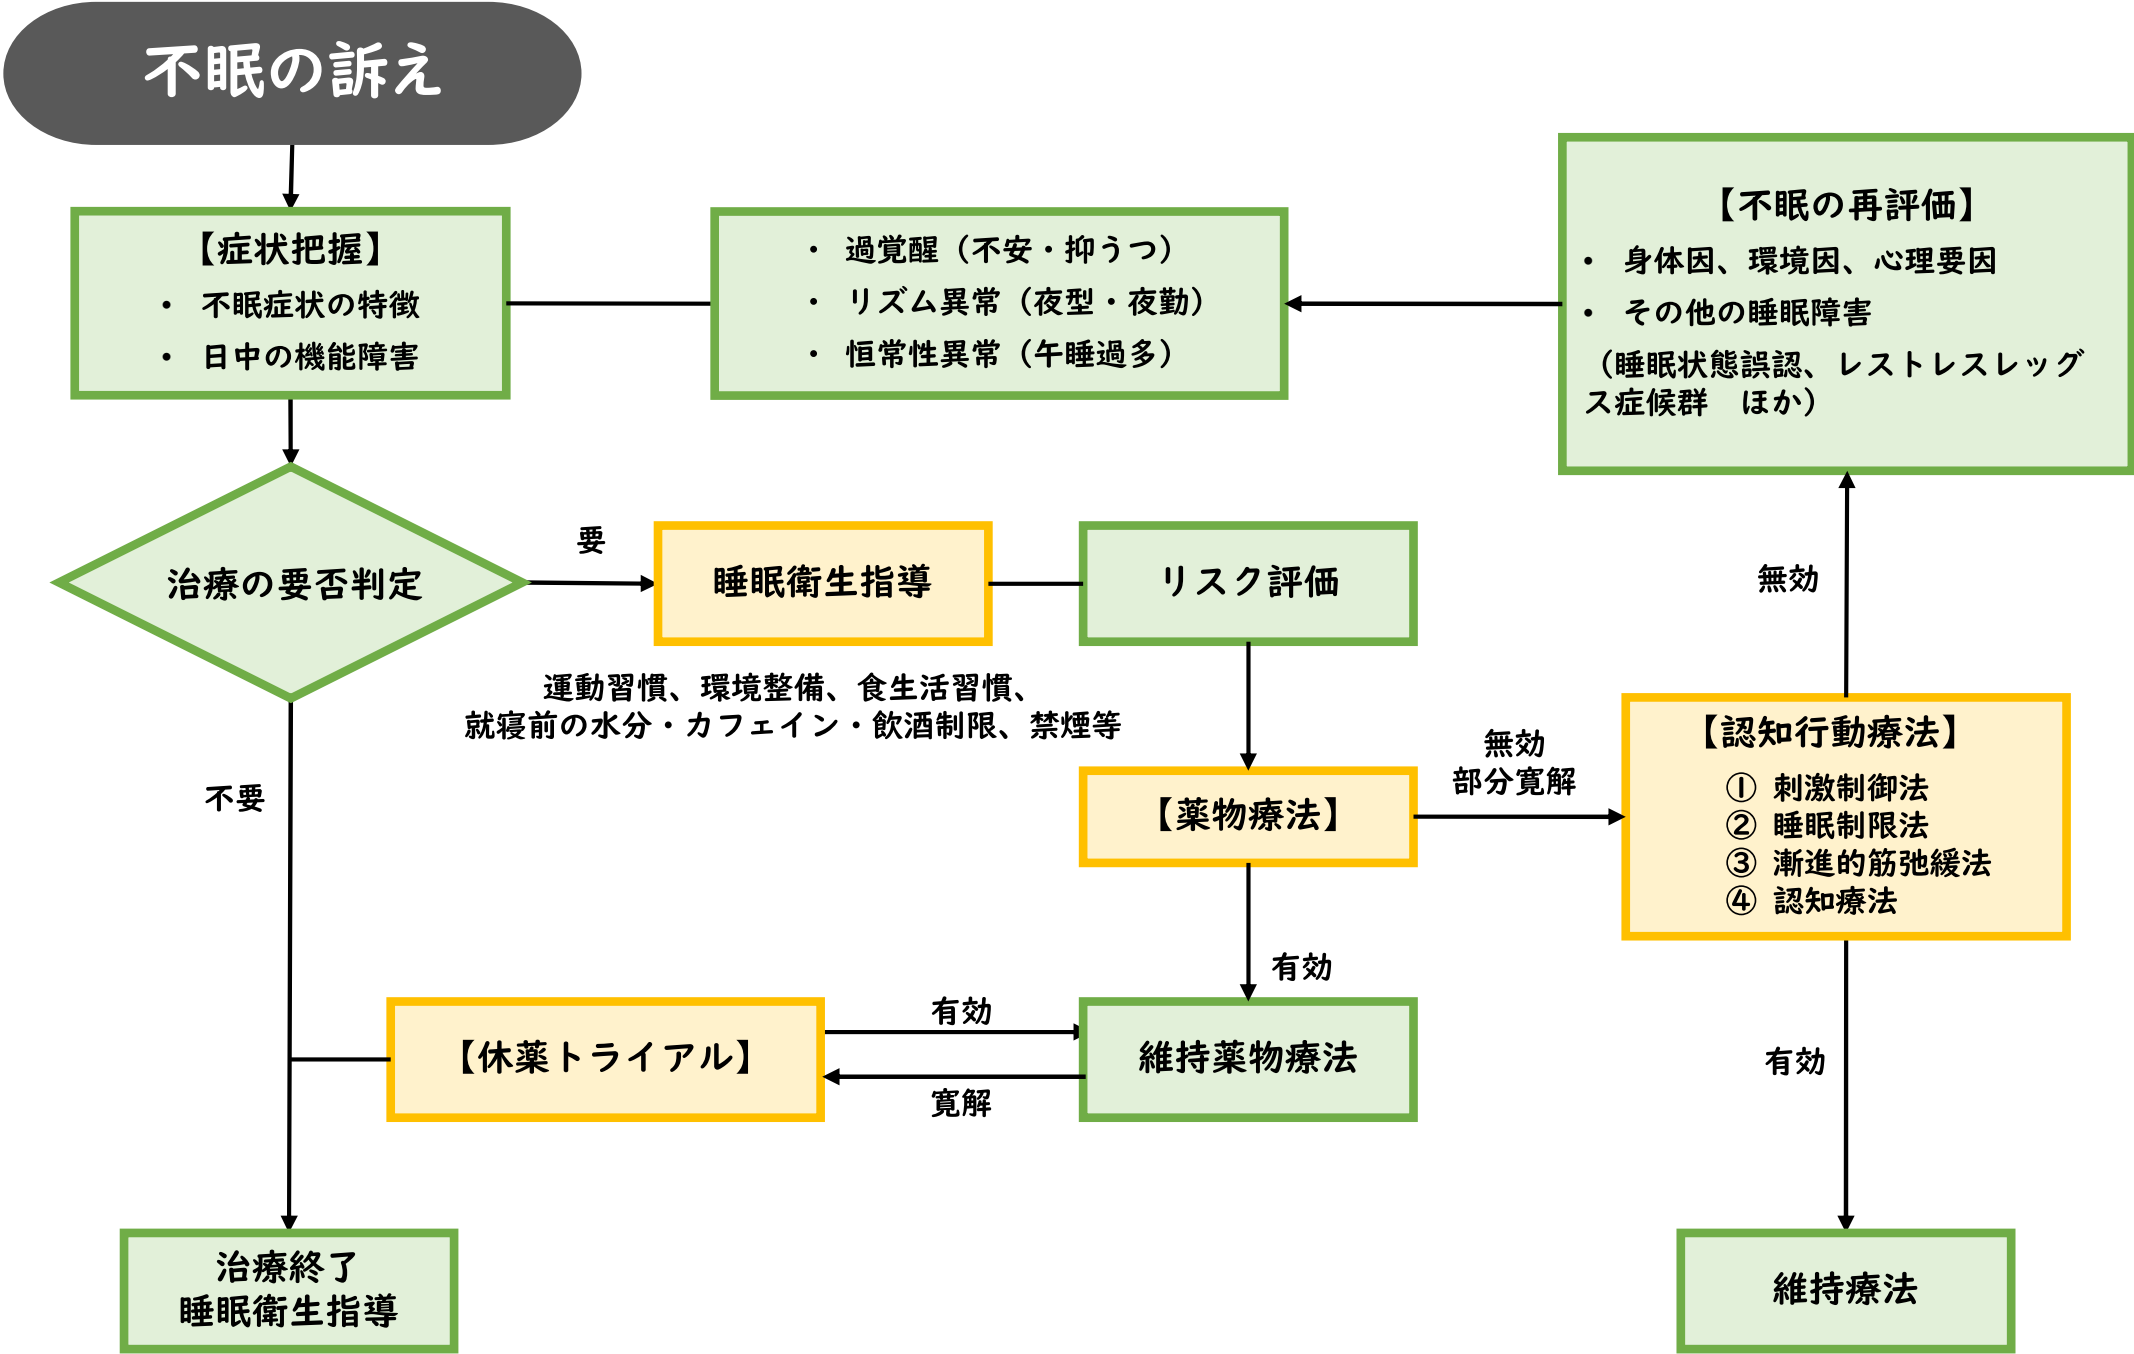 不眠の訴え
【症状把握】
• 不眠症状の特徴
• 日中の機能障害
• 過覚醒（不安・抑うつ）
• リズム異常（夜型・夜勤）
• 恒常性異常（午睡過多）
【不眠の再評価】
• 身体因、環境因、心理要因
• その他の睡眠障害
（睡眠状態誤認、レストレスレッグ
ス症候群　ほか）
治療の要否判定
要
睡眠衛生指導
リスク評価
無効
運動習慣、環境整備、食生活習慣、
就寝前の水分・カフェイン・飲酒制限、禁煙等
不要
【薬物療法】
無効
部分寛解
【認知行動療法】
① 刺激制御法
② 睡眠制限法
③ 漸進的筋弛緩法
④ 認知療法
有効
【休薬トライアル】
有効
寛解
維持薬物療法
有効
治療終了
睡眠衛生指導
維持療法